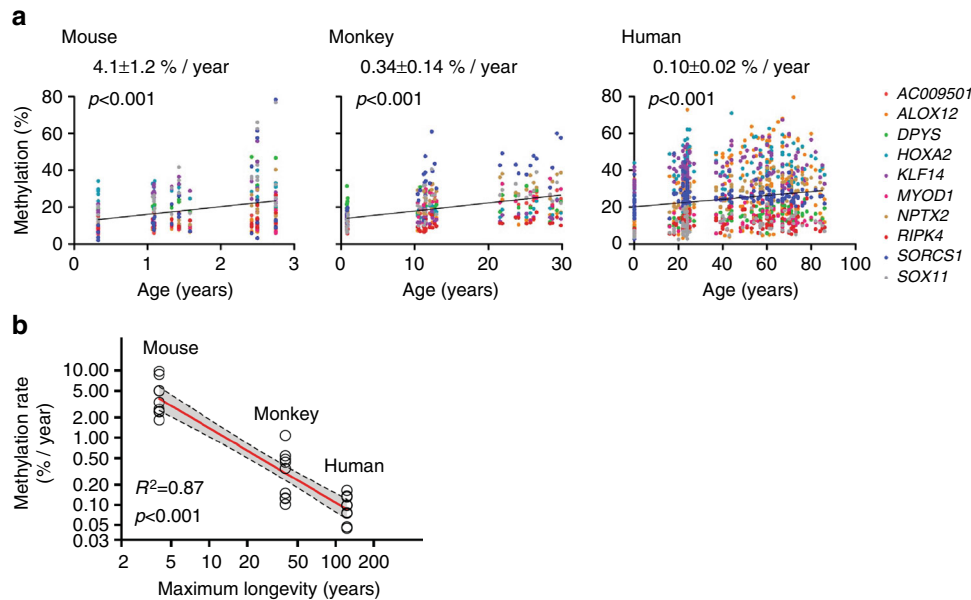 a
Mouse
4.1±1.2 % / year
p<0.001
Methylation (%)
80
60
40
20
0
0 1 2 3
Age (years)
Monkey
0.34±0.14 % / year
p<0.001
80
60
40
20
0
0 10 20 30
Age (years)
Human
0.10±0.02 % / year
p<0.001
80
60
40
20
0
0 20 40 60 80 100
Age (years)
AC009501
ALOX12
DPYS
HOXA2
KLF14
MYOD1
NPTX2
RIPK4
SORCS1
SOX11
b
Methylation rate
(% / year)
10.00
5.00
2.00
1.00
0.50
0.20
0.10
0.05
0.03
Mouse
Monkey
Human
R²=0.87
p<0.001
2 5 10 20 50 100 200
Maximum longevity (years)